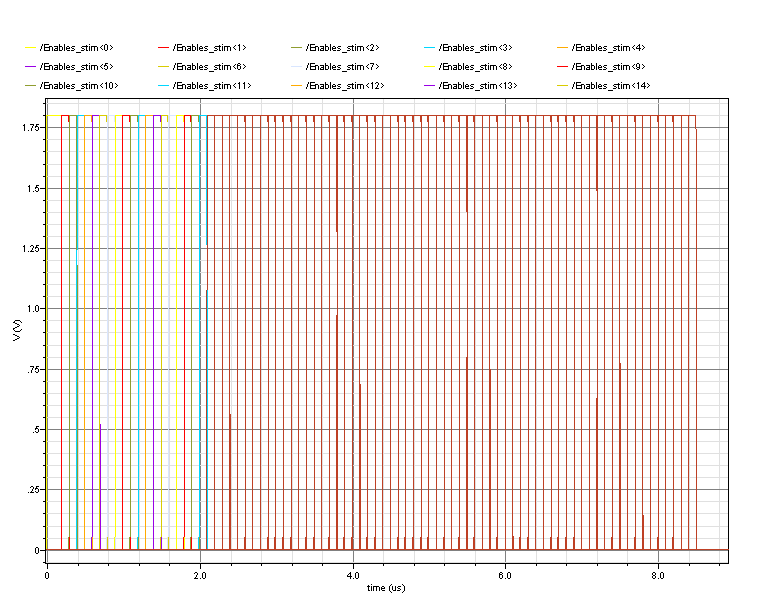 /Enables_stim<0> /Enables_stim<1> /Enables_stim<2> /Enables_stim<3> /Enables_stim<4>
/Enables_stim<5> /Enables_stim<6> /Enables_stim<7> /Enables_stim<8> /Enables_stim<9>
/Enables_stim<10> /Enables_stim<11> /Enables_stim<12> /Enables_stim<13> /Enables_stim<14>
1.75
1.5
1.25
1.0
.75
.5
.25
0
V (V)
0 2.0 4.0 6.0 8.0
time (us)